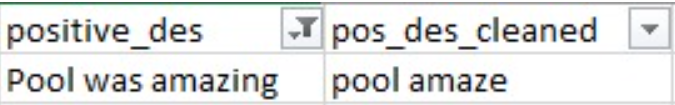 positive_des pos_des_cleaned
Pool was amazing pool amaze